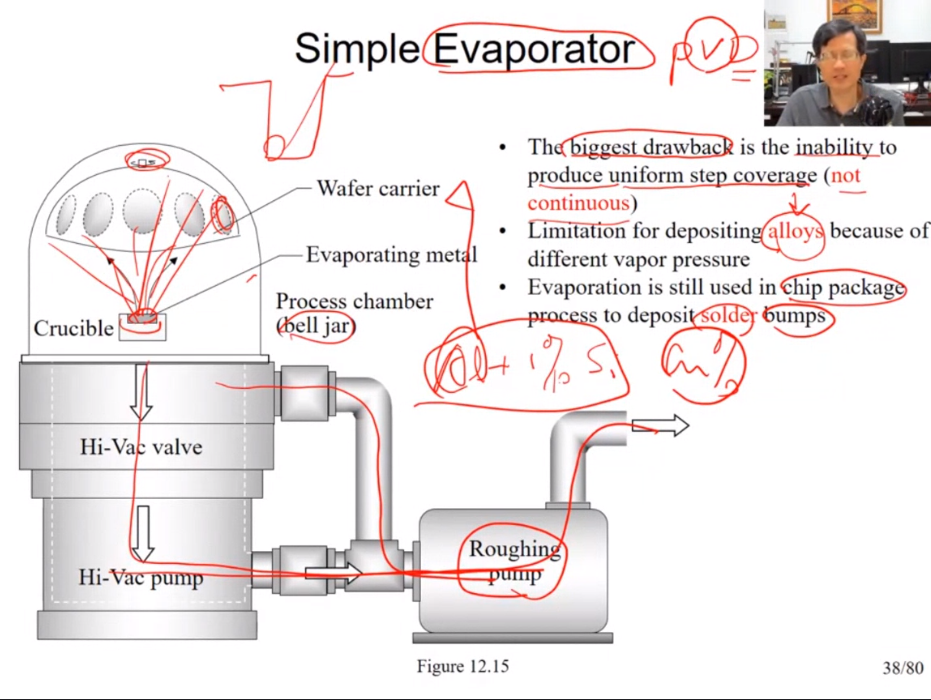 Simple Evaporator
PVD
• The biggest drawback is the inability to
produce uniform step coverage (not
continuous)
• Limitation for depositing alloys because of
different vapor pressure
• Evaporation is still used in chip package
process to deposit solder bumps
Wafer carrier
Evaporating metal
Process chamber
(bell jar)
Crucible
Al + 1% Si
Hi-Vac valve
Hi-Vac pump
Roughing
pump
Figure 12.15
38/80